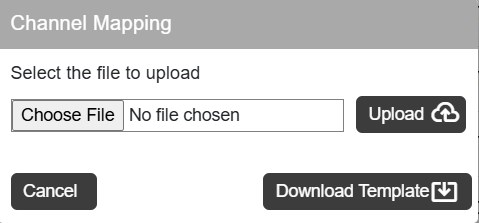 Channel Mapping
Select the file to upload
Choose File No file chosen Upload
Cancel Download Template